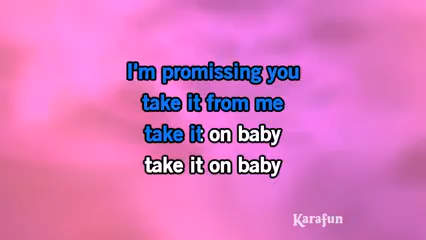 I'm promissing you
take it from me
take it on baby
take it on baby
Karafun